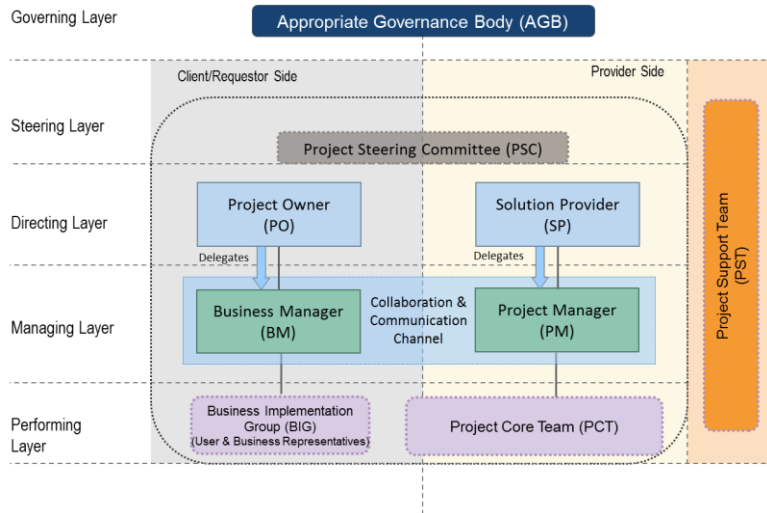 Governing Layer
Appropriate Governance Body (AGB)
Client/Requestor Side
Provider Side
Steering Layer
Project Steering Committee (PSC)
Directing Layer
Project Owner
(PO)
Solution Provider
(SP)
Delegates
Delegates
Managing Layer
Business Manager
(BM)
Collaboration &
Communication
Channel
Project Manager
(PM)
Performing
Layer
Business Implementation
Group (BIG)
(User & Business Representatives)
Project Core Team (PCT)
Project Support Team
(PST)